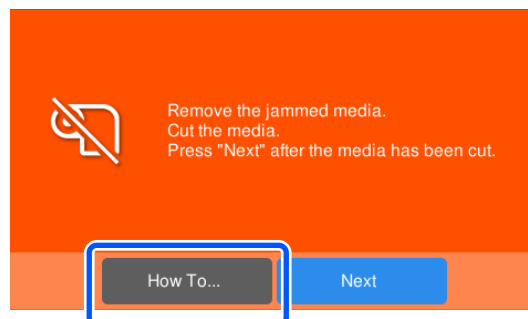 Remove the jammed media.
Cut the media.
Press "Next" after the media has been cut.
How To...
Next